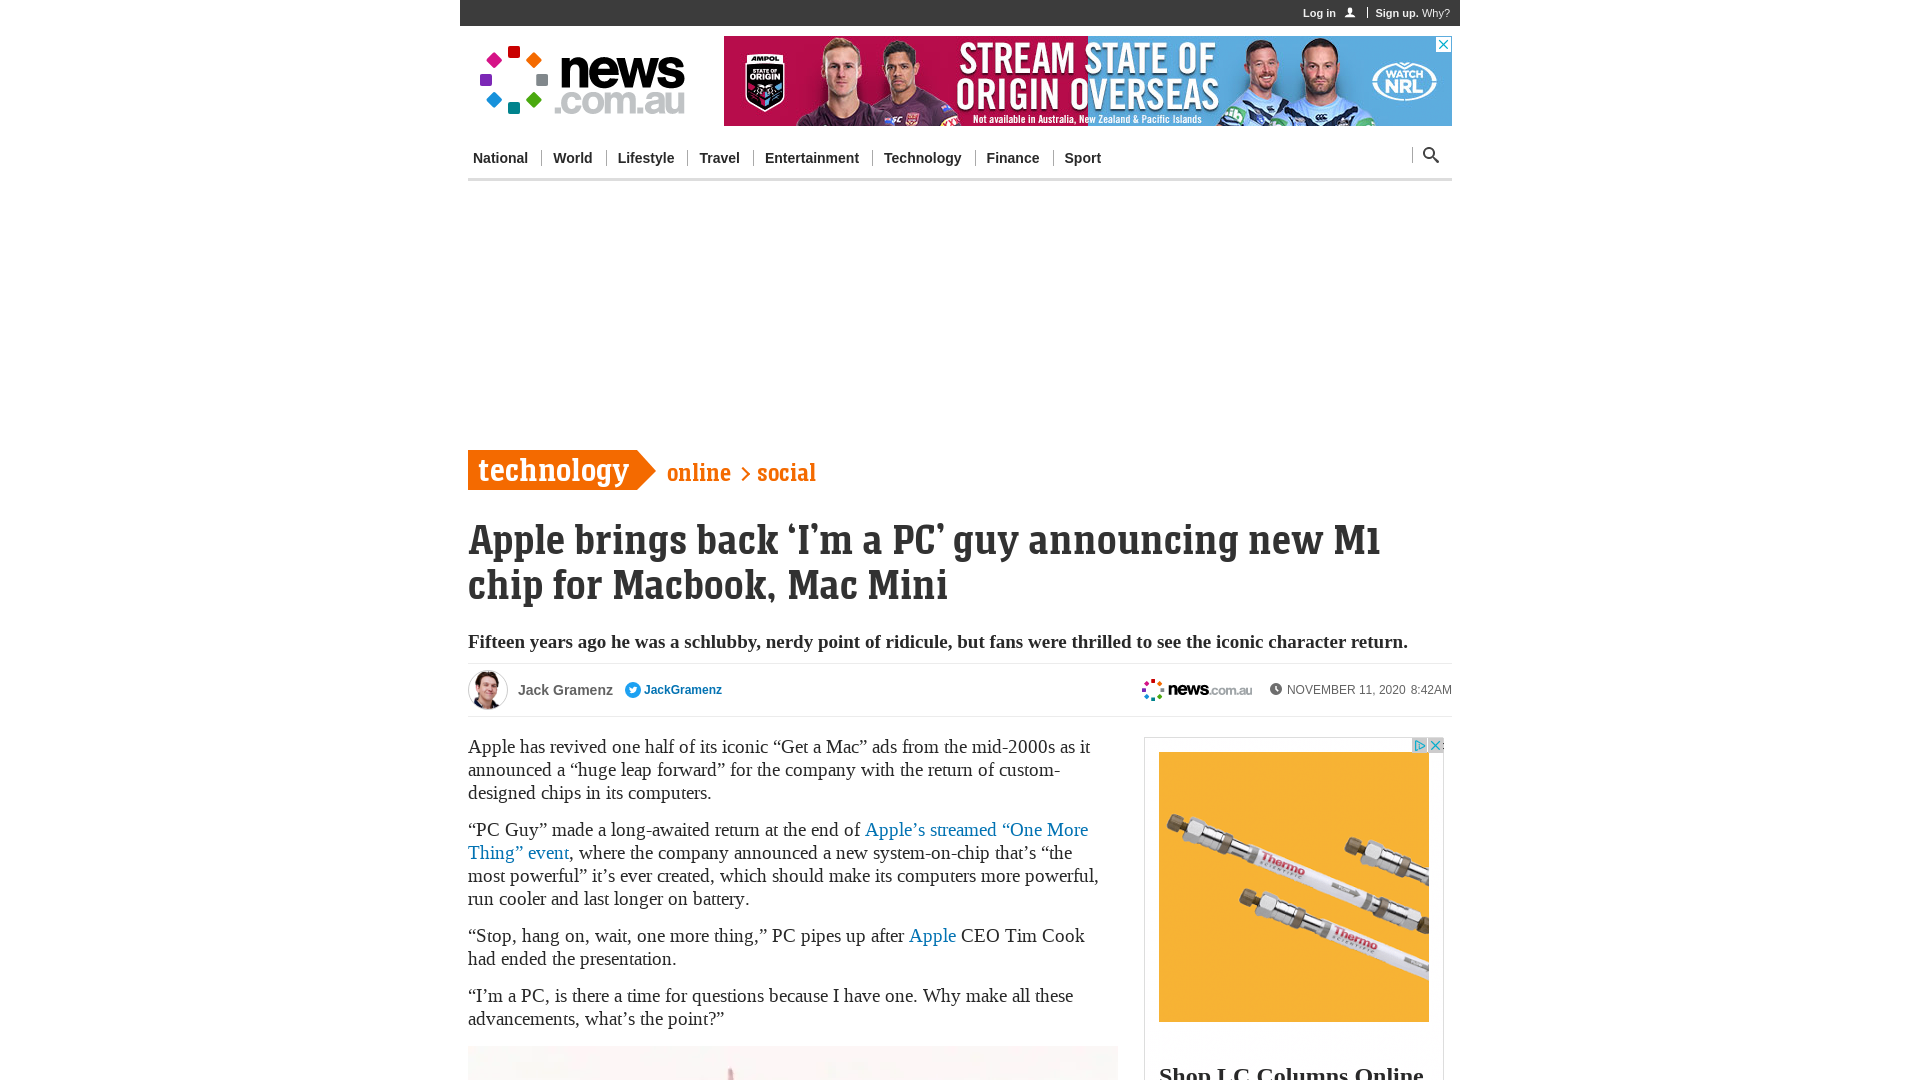 Log in
Sign up. Why?
news
.com.au
AMPOL
STATE OF
ORIGIN
STREAM STATE OF
ORIGIN OVERSEAS
Not available in Australia, New Zealand & Pacific Islands
WATCH
NRL
National
World
Lifestyle
Travel
Entertainment
Technology
Finance
Sport
technology
online
social
Apple brings back ‘I’m a PC’ guy announcing new M1
chip for Macbook, Mac Mini
Fifteen years ago he was a schlubby, nerdy point of ridicule, but fans were thrilled to see the iconic character return.
Jack Gramenz
JackGramenz
news.com.au
NOVEMBER 11, 2020 8:42AM
Apple has revived one half of its iconic “Get a Mac” ads from the mid-2000s as it
announced a “huge leap forward” for the company with the return of custom-
designed chips in its computers.
“PC Guy” made a long-awaited return at the end of Apple’s streamed “One More
Thing” event, where the company announced a new system-on-chip that’s “the
most powerful” it’s ever created, which should make its computers more powerful,
run cooler and last longer on battery.
“Stop, hang on, wait, one more thing,” PC pipes up after Apple CEO Tim Cook
had ended the presentation.
“I’m a PC, is there a time for questions because I have one. Why make all these
advancements, what’s the point?”
Thermo
SCIENTIFIC
Thermo
SCIENTIFIC
Shop LC Columns Online